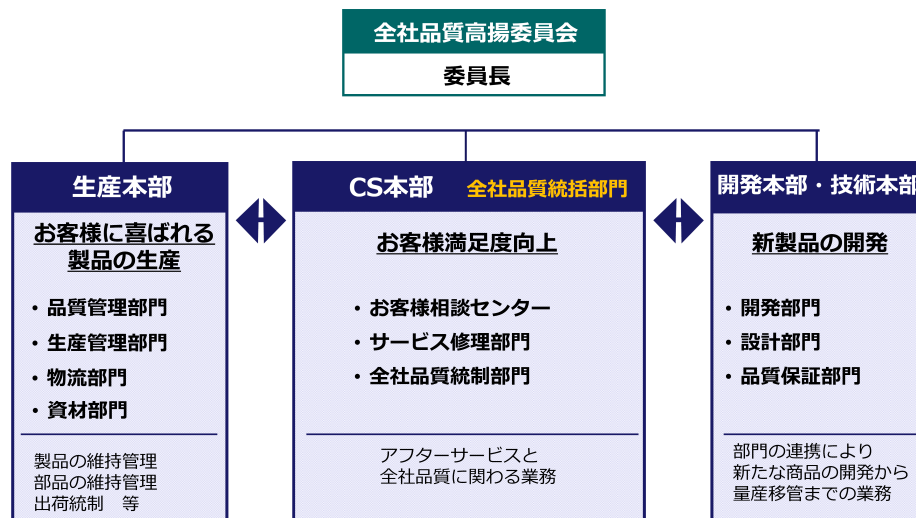 全社品質高揚委員会
委員長
生産本部
お客様に喜ばれる
製品の生産
・ 品質管理部門
・ 生産管理部門
・ 物流部門
・ 資材部門
製品の維持管理
部品の維持管理
出荷統制　等
CS本部　全社品質統括部門
お客様満足度向上
・ お客様相談センター
・ サービス修理部門
・ 全社品質統制部門
アフターサービスと
全社品質に関わる業務
開発本部・技術本部
新製品の開発
・ 開発部門
・ 設計部門
・ 品質保証部門
部門の連携により
新たな商品の開発から
量産移管までの業務